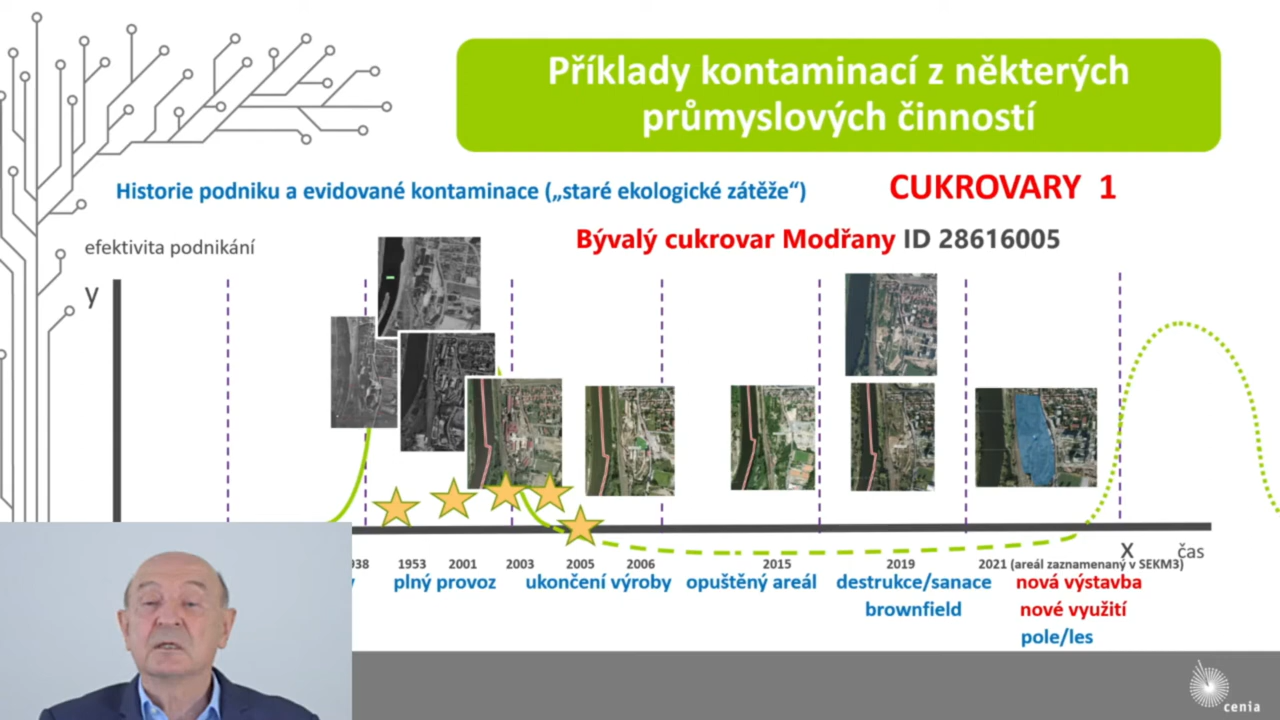 Příklady kontaminací z některých
průmyslových činností
Historie podniku a evidované kontaminace („staré ekologické zátěže“)
CUKROVARY 1
Bývalý cukrovar Modřany ID 28616005
efektivita podnikání
y
X
čas
1953
2001
2003
2005
2006
2015
2019
2021 (areál zaznamenaný v SEKM3)
plný provoz
ukončení výroby
opuštěný areál
destrukce/sanace
nová výstavba
brownfield
nové využití
pole/les
cenia